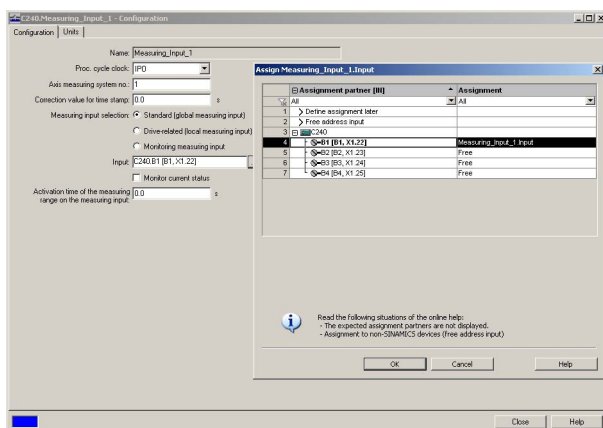 C240.Measuring_Input_1 - Configuration
Configuration Units
Name: Measuring_Input_1
Proc. cycle clock: IPO
Axis measuring system no.: 1
Correction value for time stamp: 0.0 s
Measuring input selection: Standard (global measuring input)
Drive-related (local measuring input)
Monitoring measuring input
Input: C240.B1 [B1, X1.22]
Monitor current status
Activation time of the measuring
range on the measuring input: 0.0 s
Assign Measuring_Input_1.Input
Assignment partner [IN] Assignment
All All
1 Define assignment later
2 Free address input
3 C240
4 B1 [B1, X1.22] Measuring_Input_1.Input
5 B2 [B2, X1.23] Free
6 B3 [B3, X1.24] Free
7 B4 [B4, X1.25] Free
Read the following situations of the online help:
- The expected assignment partners are not displayed.
- Assignment to non-SINAMICS devices (free address input)
OK Cancel Help
Close Help